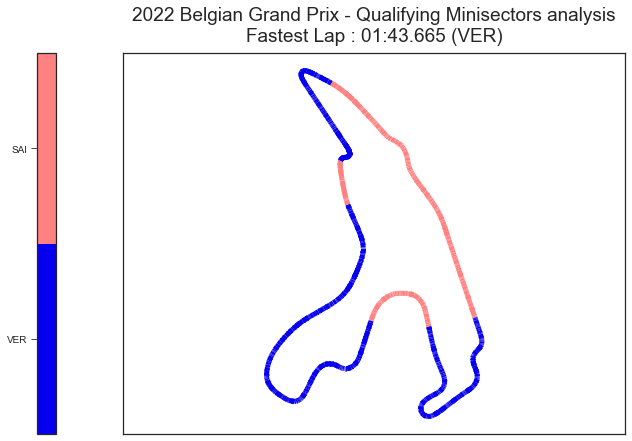 2022 Belgian Grand Prix - Qualifying Minisectors analysis
Fastest Lap : 01:43.665 (VER)
SAI
VER